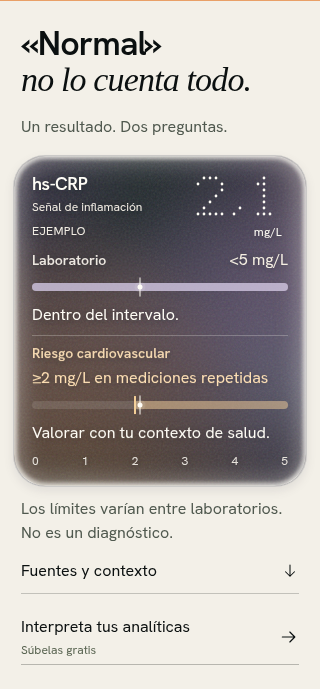 «Normal»
no lo cuenta todo.
Un resultado. Dos preguntas.
hs-CRP
2.1
Señal de inflamación
EJEMPLO
mg/L
Laboratorio
<5 mg/L
Dentro del intervalo.
Riesgo cardiovascular
≥2 mg/L en mediciones repetidas
Valorar con tu contexto de salud.
0 1 2 3 4 5
Los límites varían entre laboratorios.
No es un diagnóstico.
Fuentes y contexto ↓
Interpreta tus analíticas →
Súbelas gratis